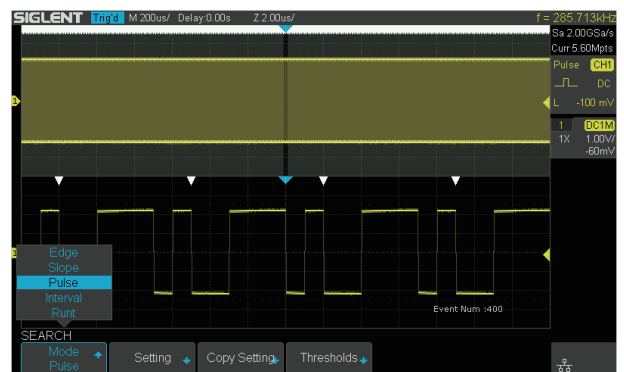 SIGLENT Trig'd M 200us/ Delay:0.00s Z 2.00us/ f = 285.713kHz
Sa 2.00GSa/s
Curr 5.60Mpts
Pulse CH1
DC
L -100 mV
1 DC1M
1X 1.00V/
-60mV
1
1
Edge
Slope
Pulse
Interval
Runt
Event Num :400
SEARCH
Mode
Pulse
Setting
Copy Setting
Thresholds